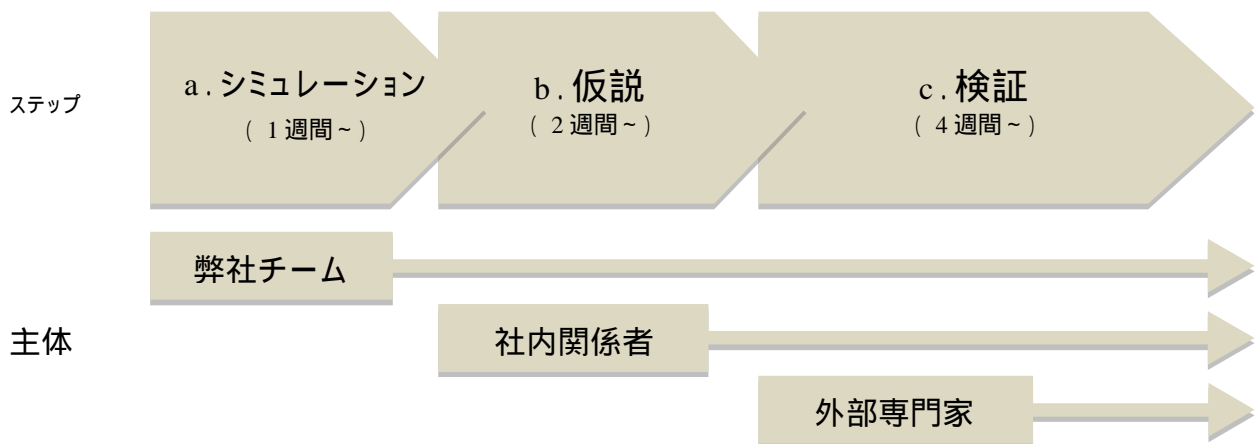 ステップ
a.シミュレーション
(1週間~)
b.仮説
(2週間~)
c.検証
(4週間~)
弊社チーム
主体
社内関係者
外部専門家